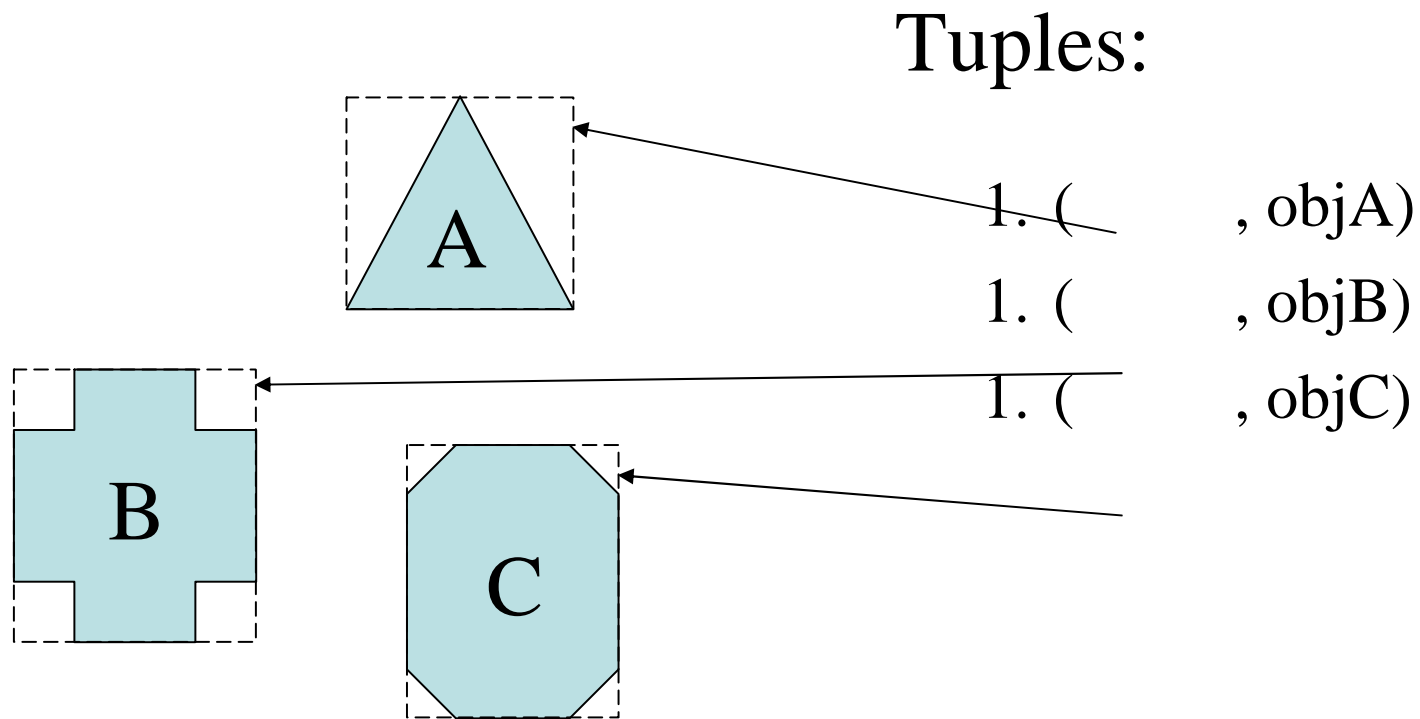 Tuples:
A
1. ( , objA)
1. ( , objB)
1. ( , objC)
B
C